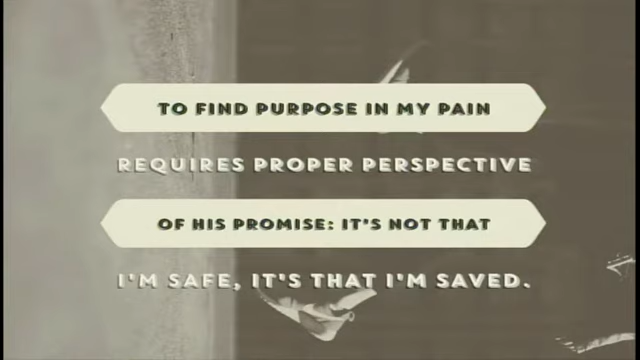 TO FIND PURPOSE IN MY PAIN
REQUIRES PROPER PERSPECTIVE
OF HIS PROMISE: IT'S NOT THAT
I'M SAFE, IT'S THAT I'M SAVED.